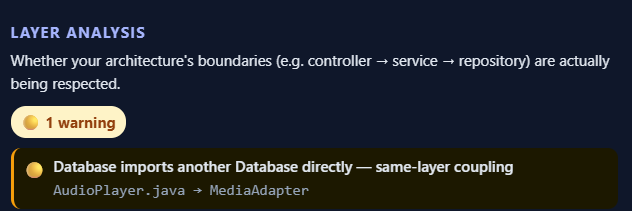 LAYER ANALYSIS
Whether your architecture's boundaries (e.g. controller → service → repository) are actually
being respected.
1 warning
Database imports another Database directly — same-layer coupling
AudioPlayer.java → MediaAdapter